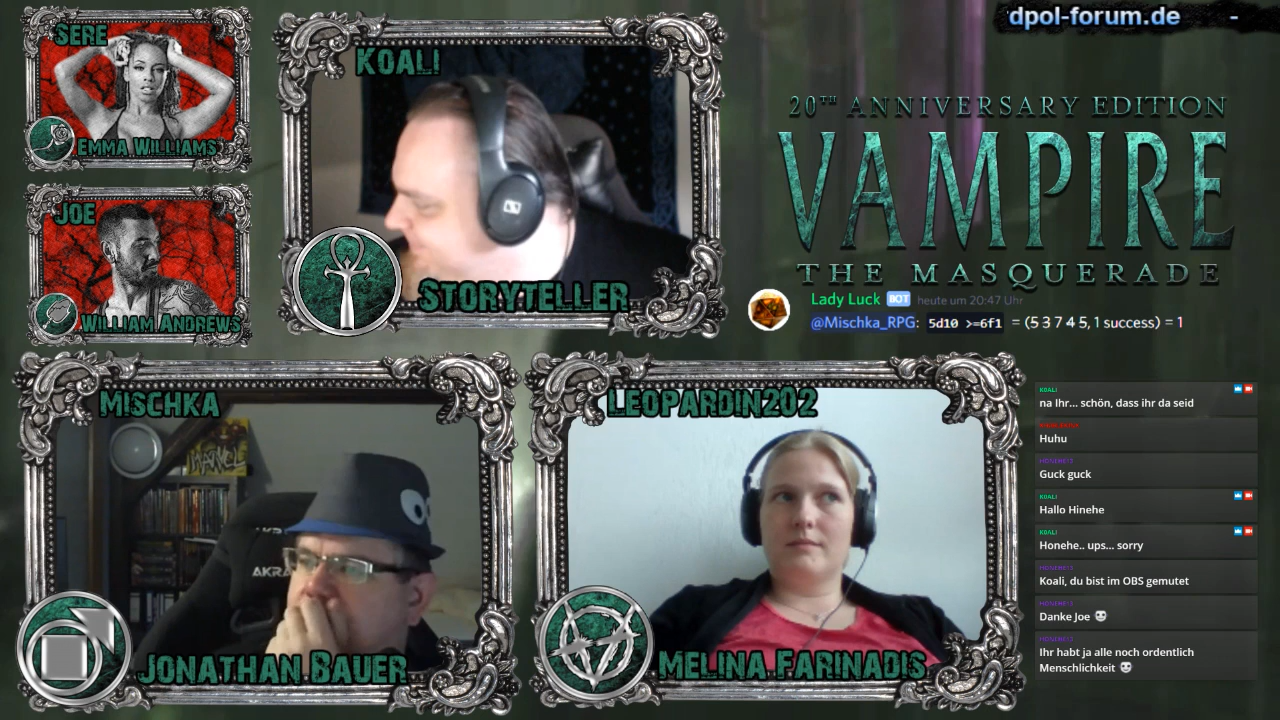 dpol-forum.de -
SERE
EMMA WILLIAMS
KOALI
STORYTELLER
JOE
WILLIAM ANDREWS
20TH ANNIVERSARY EDITION
VAMPIRE
THE MASQUERADE
Lady Luck BOT heute um 20:47 Uhr
@Mischka_RPG: 5d10 >=6f1 = (5 3 7 4 5, 1 success) = 1
MISCHKA
AKRA
JONATHAN BAUER
LEOPARDIN202
MELINA FARINADIS
KOALI
na Ihr... schön, dass ihr da seid
Huhu
Guck guck
KOALI
Hallo Hinehe
KOALI
Honehe.. ups... sorry
Koali, du bist im OBS gemutet
Danke Joe
Ihr habt ja alle noch ordentlich
Menschlichkeit